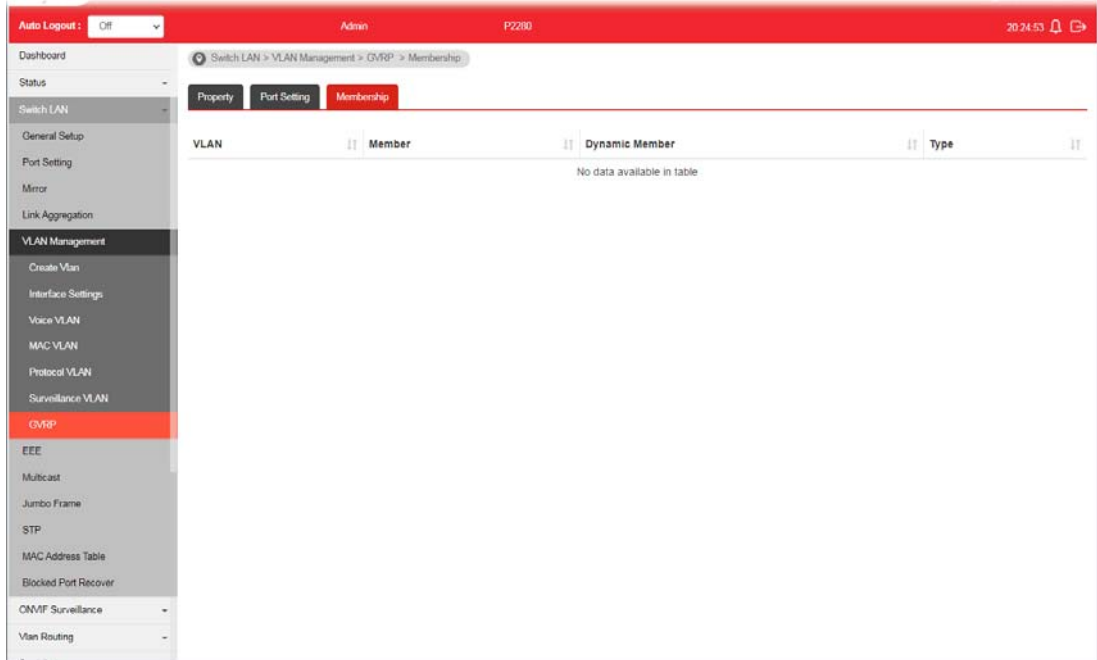 Auto Logout : Off Admin P2280 20:24:53
Dashboard
Switch LAN > VLAN Management > GVRP > Membership
Status
Property Port Setting Membership
Switch LAN
General Setup
VLAN Member Dynamic Member Type
Port Setting
No data available in table
Mirror
Link Aggregation
VLAN Management
Create Vlan
Interface Settings
Voice VLAN
MAC VLAN
Protocol VLAN
Surveillance VLAN
GVRP
EEE
Multicast
Jumbo Frame
STP
MAC Address Table
Blocked Port Recover
ONVIF Surveillance
Vlan Routing